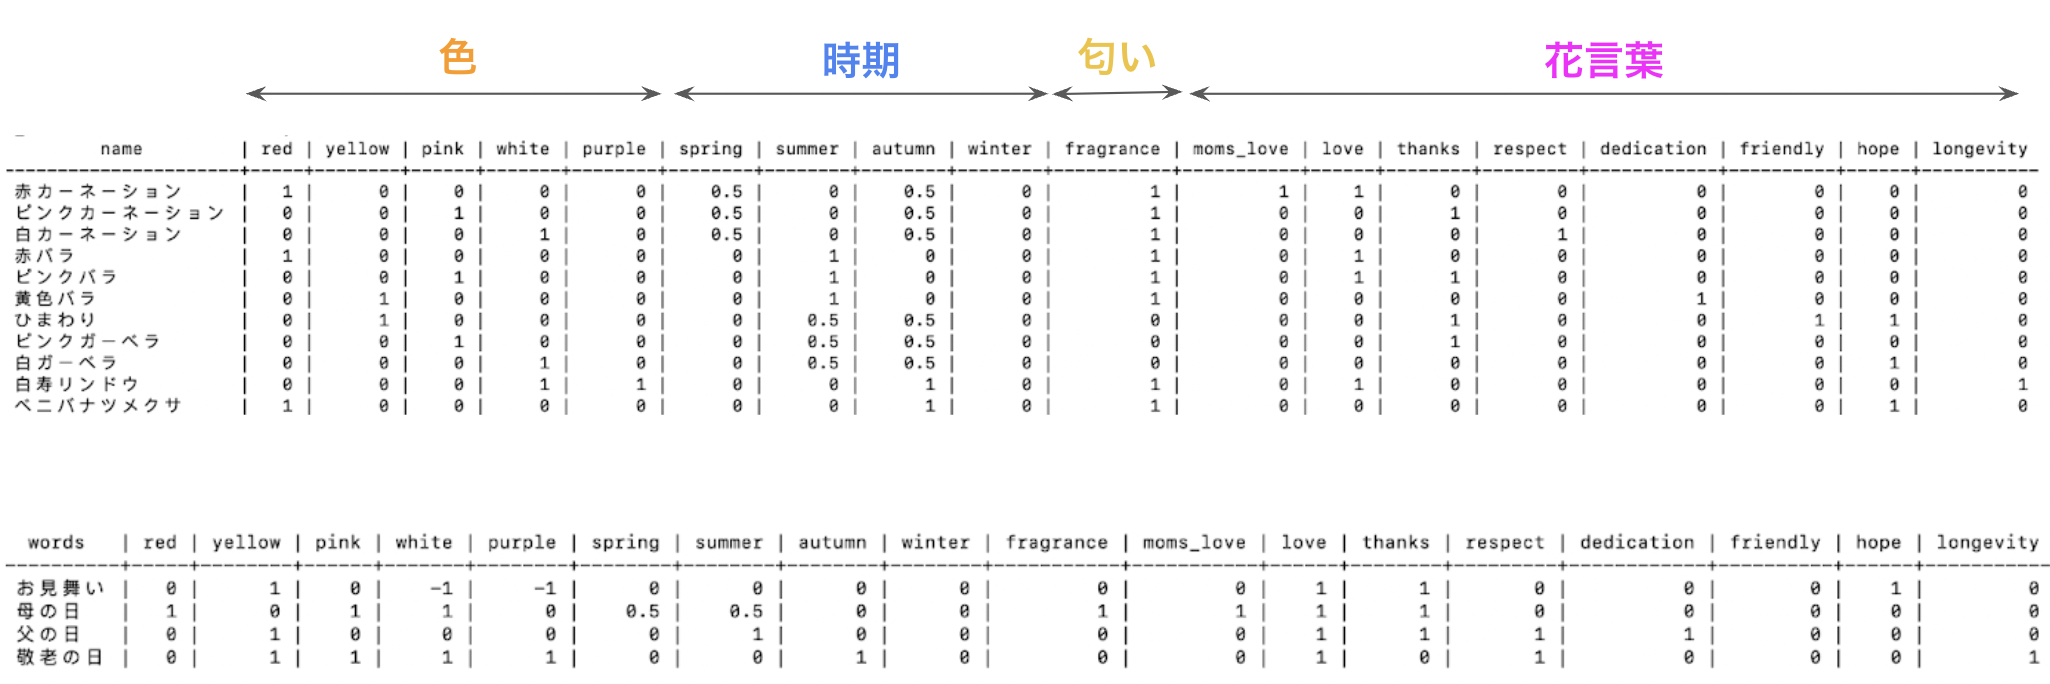 色 時期 匂い 花言葉
name | red | yellow | pink | white | purple | spring | summer | autumn | winter | fragrance | moms_love | love | thanks | respect | dedication | friendly | hope | longevity
赤カーネーション | 1 | 0 | 0 | 0 | 0 | 0.5 | 0 | 0.5 | 0 | 1 | 1 | 1 | 0 | 0 | 0 | 0 | 0 | 0
ピンクカーネーション | 0 | 0 | 1 | 0 | 0 | 0.5 | 0 | 0.5 | 0 | 1 | 0 | 0 | 1 | 0 | 0 | 0 | 0 | 0
白カーネーション | 0 | 0 | 0 | 1 | 0 | 0.5 | 0 | 0.5 | 0 | 1 | 0 | 0 | 0 | 1 | 0 | 0 | 0 | 0
赤バラ | 1 | 0 | 0 | 0 | 0 | 0 | 1 | 0 | 0 | 1 | 0 | 1 | 0 | 0 | 0 | 0 | 0 | 0
ピンクバラ | 0 | 0 | 1 | 0 | 0 | 0 | 1 | 0 | 0 | 1 | 0 | 1 | 1 | 0 | 0 | 0 | 0 | 0
黄色バラ | 0 | 1 | 0 | 0 | 0 | 0 | 1 | 0 | 0 | 1 | 0 | 0 | 0 | 0 | 1 | 0 | 0 | 0
ひまわり | 0 | 1 | 0 | 0 | 0 | 0 | 0.5 | 0.5 | 0 | 0 | 0 | 0 | 1 | 0 | 0 | 1 | 1 | 0
ピンクガーベラ | 0 | 0 | 1 | 0 | 0 | 0 | 0.5 | 0.5 | 0 | 0 | 0 | 0 | 1 | 0 | 0 | 0 | 0 | 0
白ガーベラ | 0 | 0 | 0 | 1 | 0 | 0 | 0.5 | 0.5 | 0 | 0 | 0 | 0 | 0 | 0 | 0 | 0 | 1 | 0
白寿リンドウ | 0 | 0 | 0 | 1 | 1 | 0 | 0 | 1 | 0 | 1 | 0 | 1 | 0 | 0 | 0 | 0 | 0 | 1
ベニバナツメクサ | 1 | 0 | 0 | 0 | 0 | 0 | 0 | 1 | 0 | 1 | 0 | 0 | 0 | 0 | 0 | 0 | 1 | 0
words | red | yellow | pink | white | purple | spring | summer | autumn | winter | fragrance | moms_love | love | thanks | respect | dedication | friendly | hope | longevity
お見舞い | 0 | 1 | 0 | -1 | -1 | 0 | 0 | 0 | 0 | 0 | 0 | 1 | 1 | 0 | 0 | 0 | 1 | 0
母の日 | 1 | 0 | 1 | 1 | 0 | 0.5 | 0.5 | 0 | 0 | 1 | 1 | 1 | 1 | 0 | 0 | 0 | 0 | 0
父の日 | 0 | 1 | 0 | 0 | 0 | 0 | 1 | 0 | 0 | 0 | 0 | 1 | 1 | 1 | 1 | 0 | 0 | 0
敬老の日 | 0 | 1 | 1 | 1 | 1 | 0 | 0 | 1 | 0 | 0 | 0 | 1 | 0 | 1 | 0 | 0 | 0 | 1